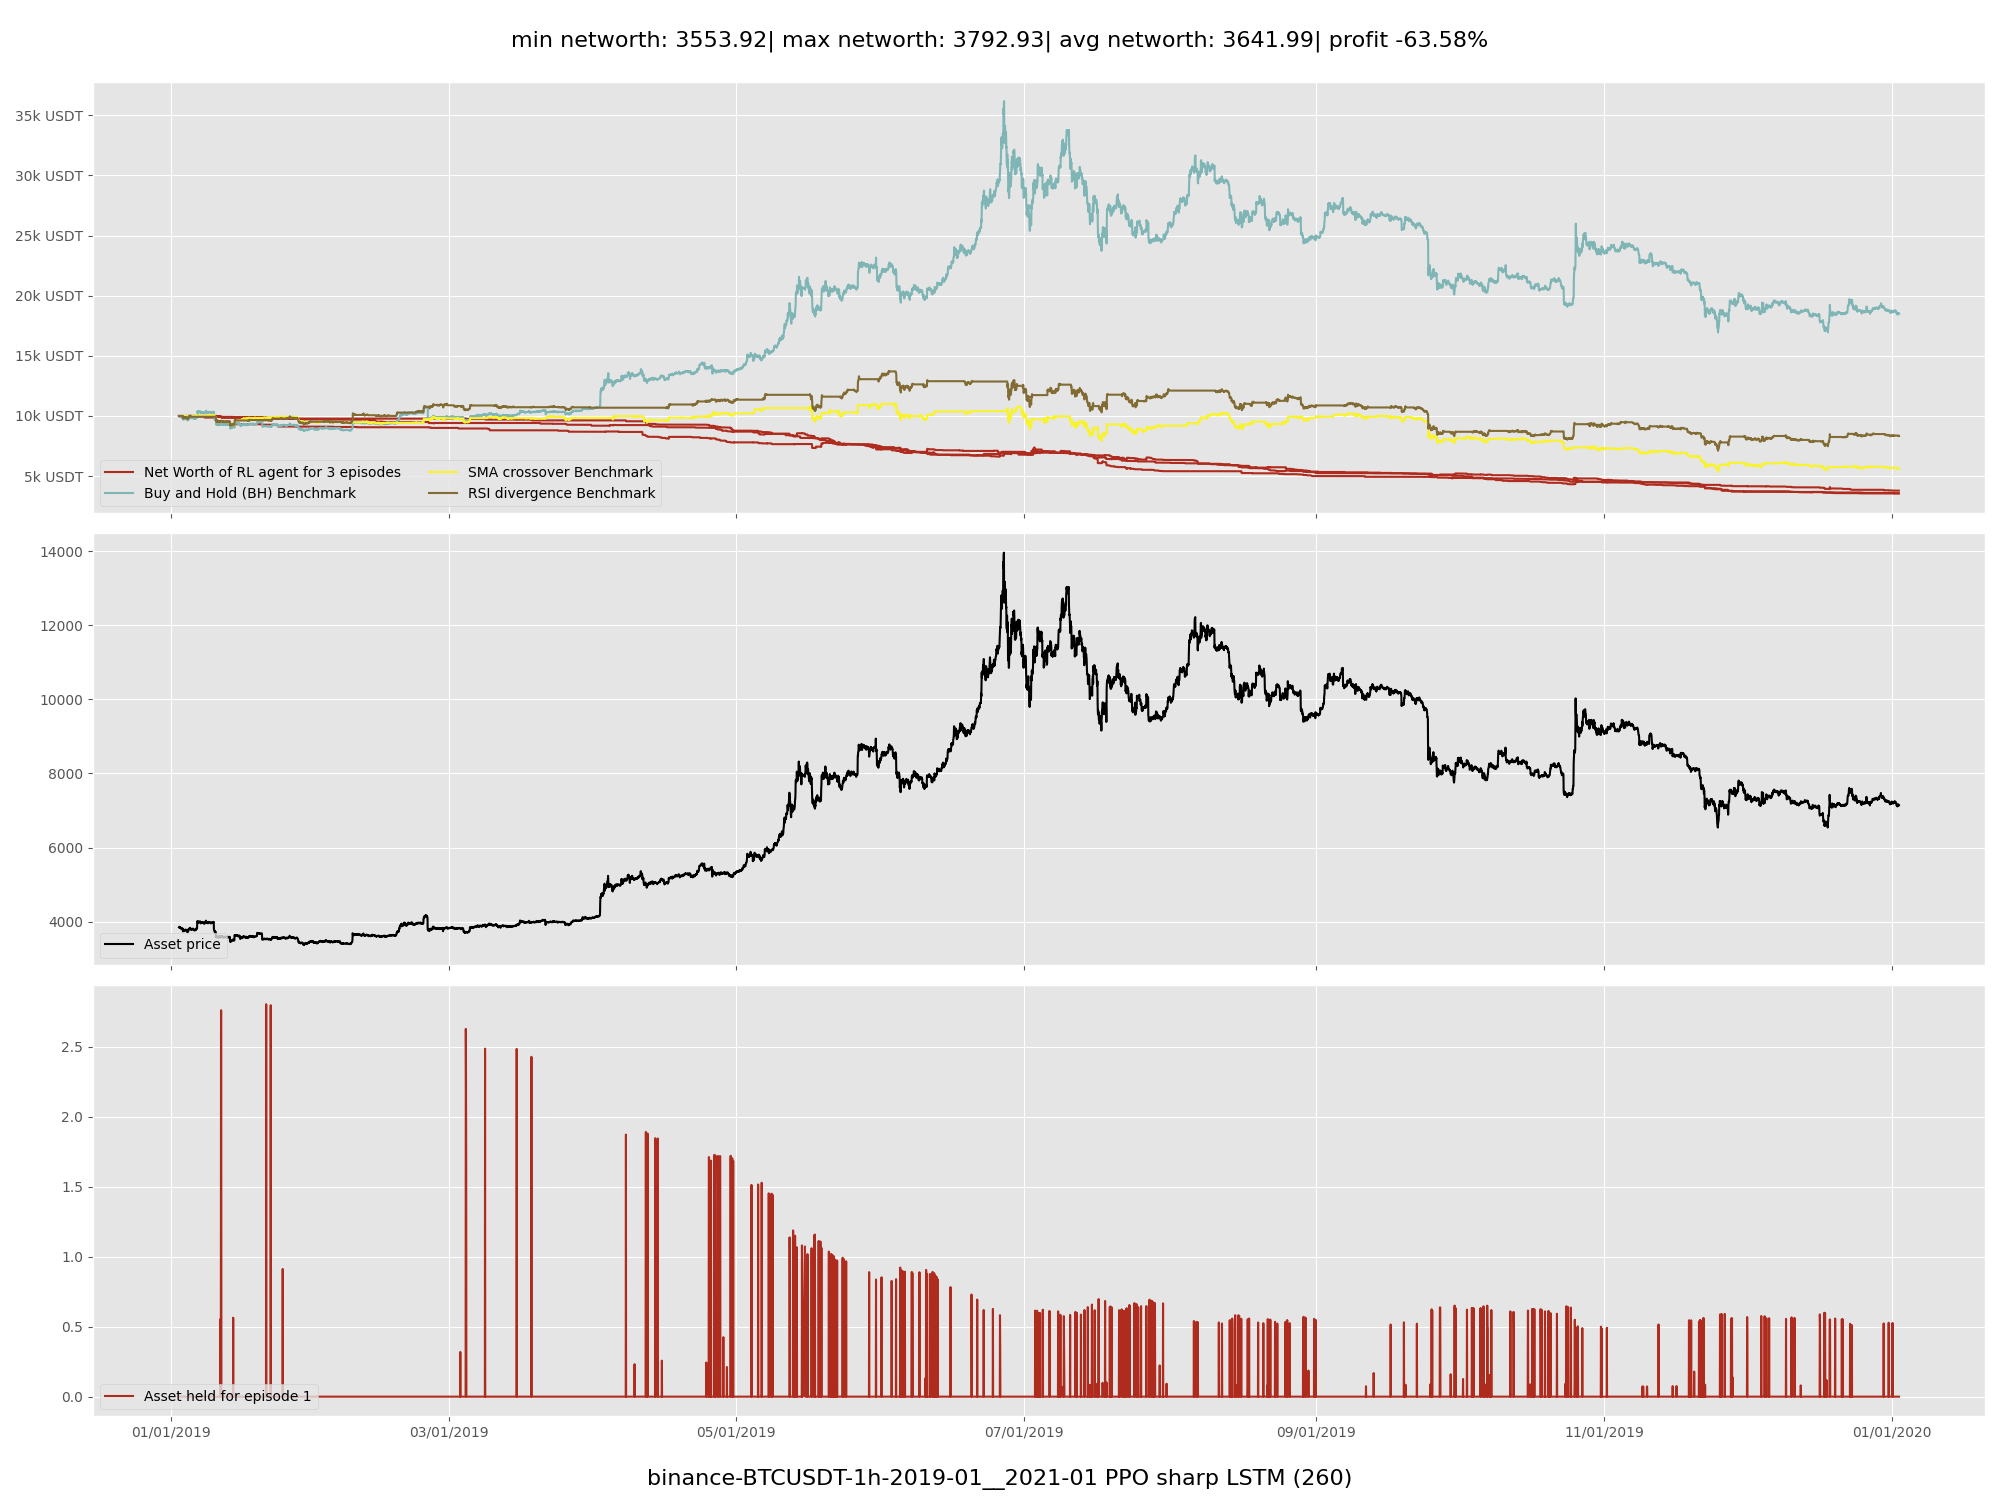 min networth: 3553.92| max networth: 3792.93| avg networth: 3641.99| profit -63.58%
35k USDT
30k USDT
25k USDT
20k USDT
15k USDT
10k USDT
5k USDT
Net Worth of RL agent for 3 episodes
Buy and Hold (BH) Benchmark
SMA crossover Benchmark
RSI divergence Benchmark
14000
12000
10000
8000
6000
4000
Asset price
2.5
2.0
1.5
1.0
0.5
0.0
Asset held for episode 1
01/01/2019
03/01/2019
05/01/2019
07/01/2019
09/01/2019
11/01/2019
01/01/2020
binance-BTCUSDT-1h-2019-01__2021-01 PPO sharp LSTM (260)